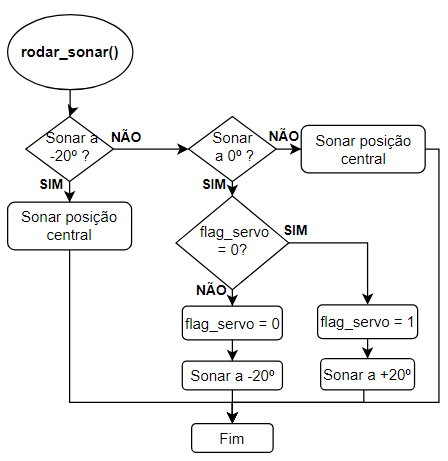 rodar_sonar()
Sonar a
-20º ?
NÃO
SIM
Sonar posição
central
Sonar
a 0º ?
NÃO
SIM
Sonar posição
central
flag_servo
= 0?
SIM
NÃO
flag_servo = 0
Sonar a -20º
flag_servo = 1
Sonar a +20º
Fim